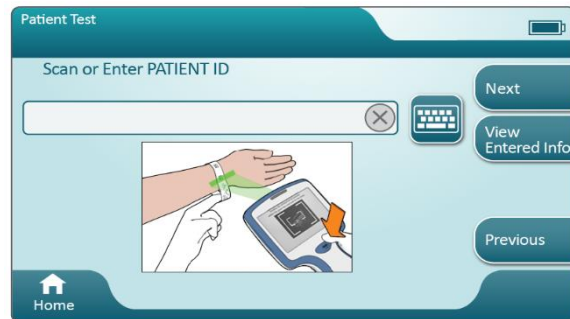 Patient Test
Scan or Enter PATIENT ID
Next
View
Entered Info
Previous
Home